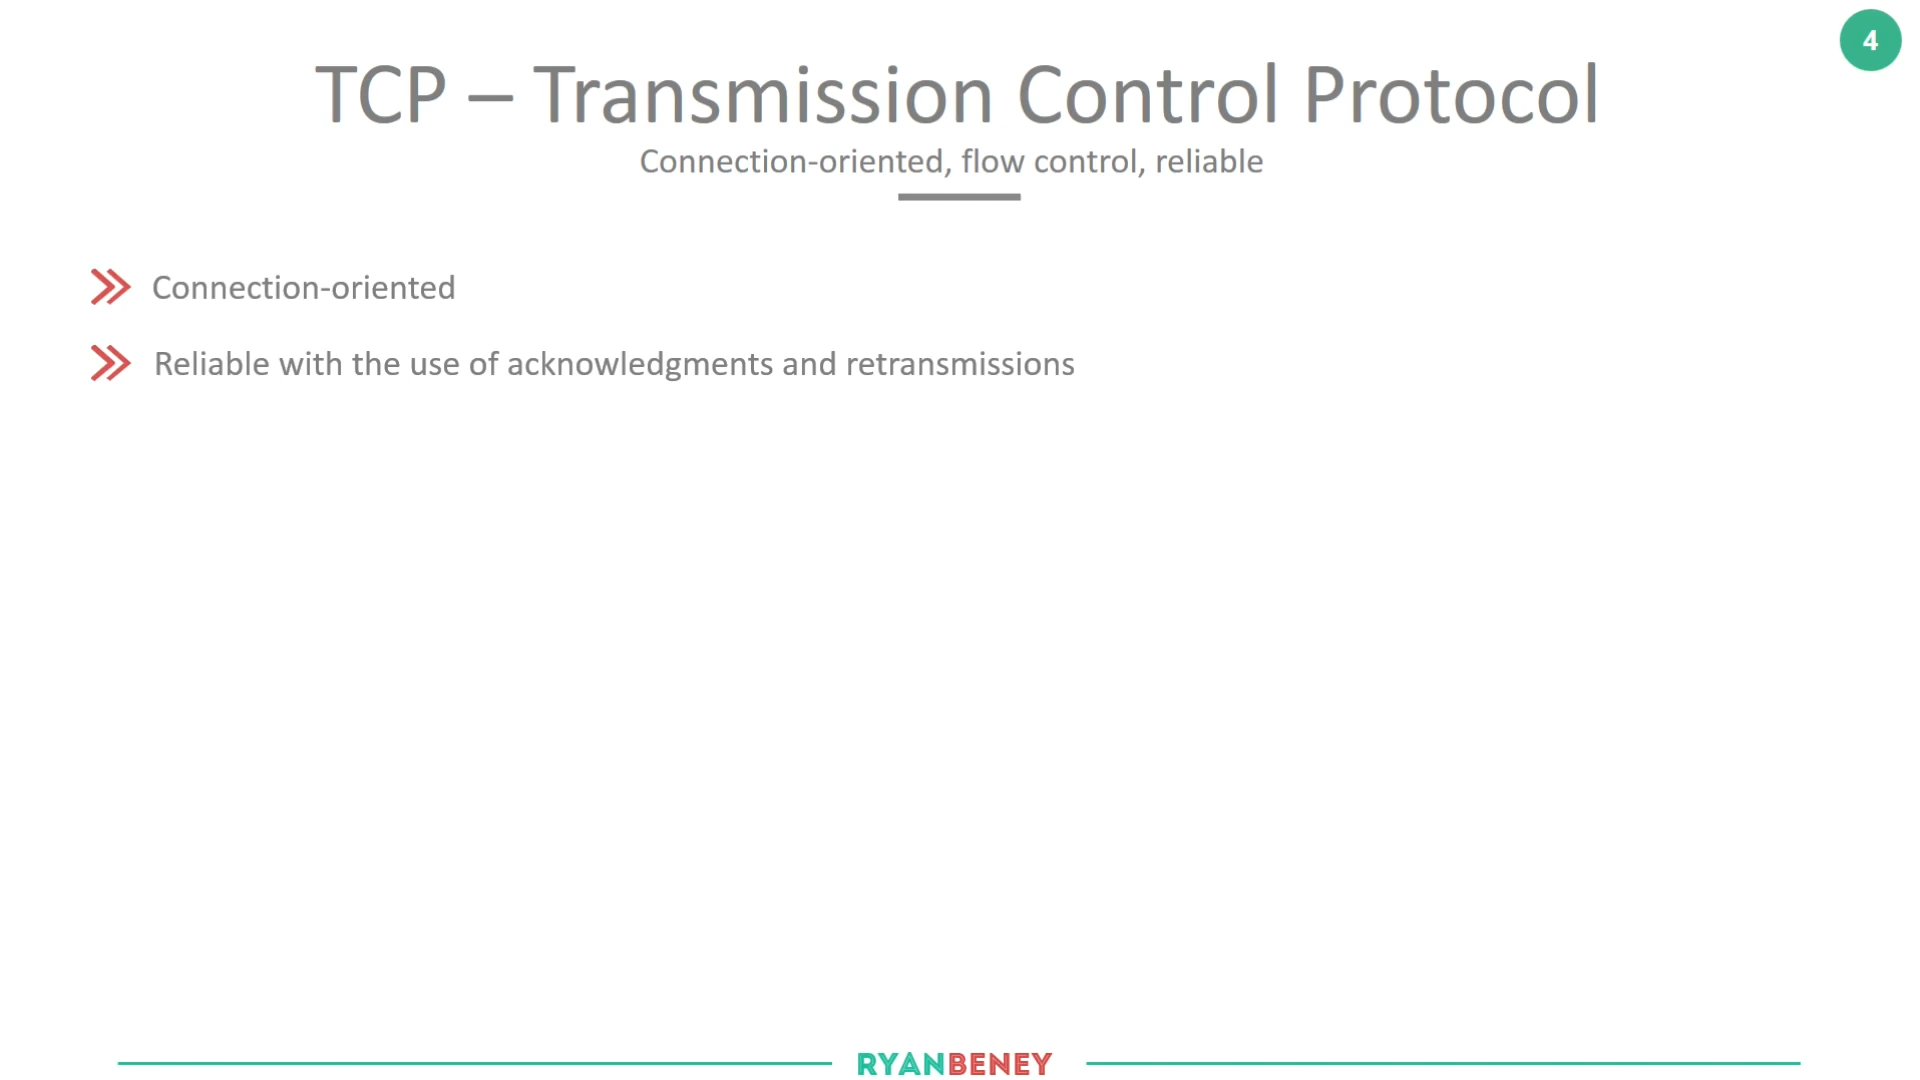 4
TCP – Transmission Control Protocol
Connection-oriented, flow control, reliable
Connection-oriented
Reliable with the use of acknowledgments and retransmissions
RYANBENEY